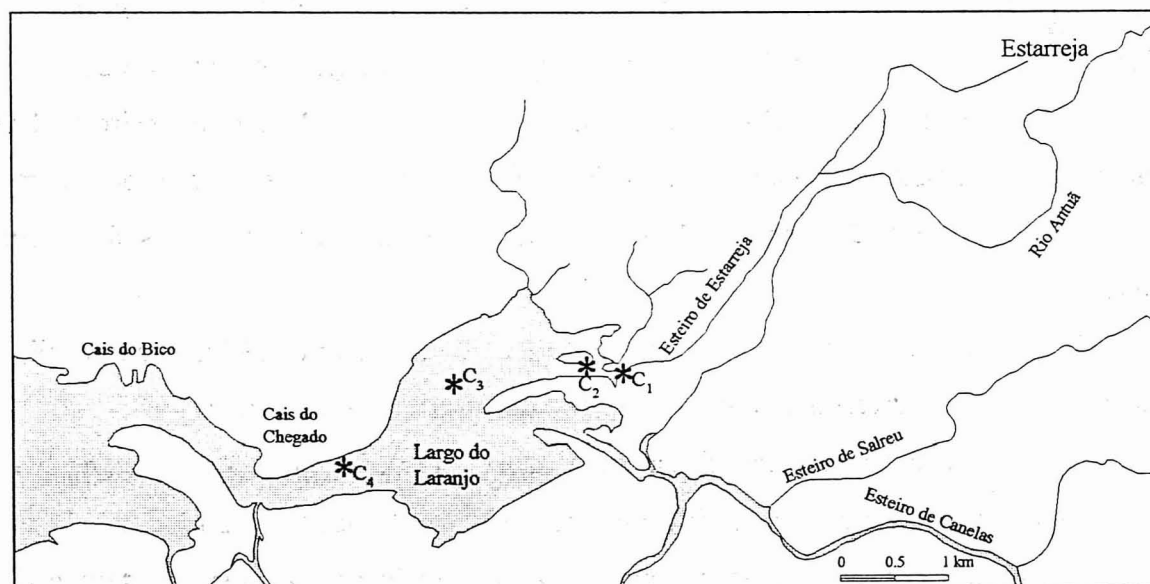 Estarreja
Rio Antuã
Esteiro de Estarreja
Cais do Bico
C3
C2
C1
Cais do
Chegado
C4
Largo do
Laranjo
Esteiro de Salreu
Esteiro de Canelas
0 0.5 1 km